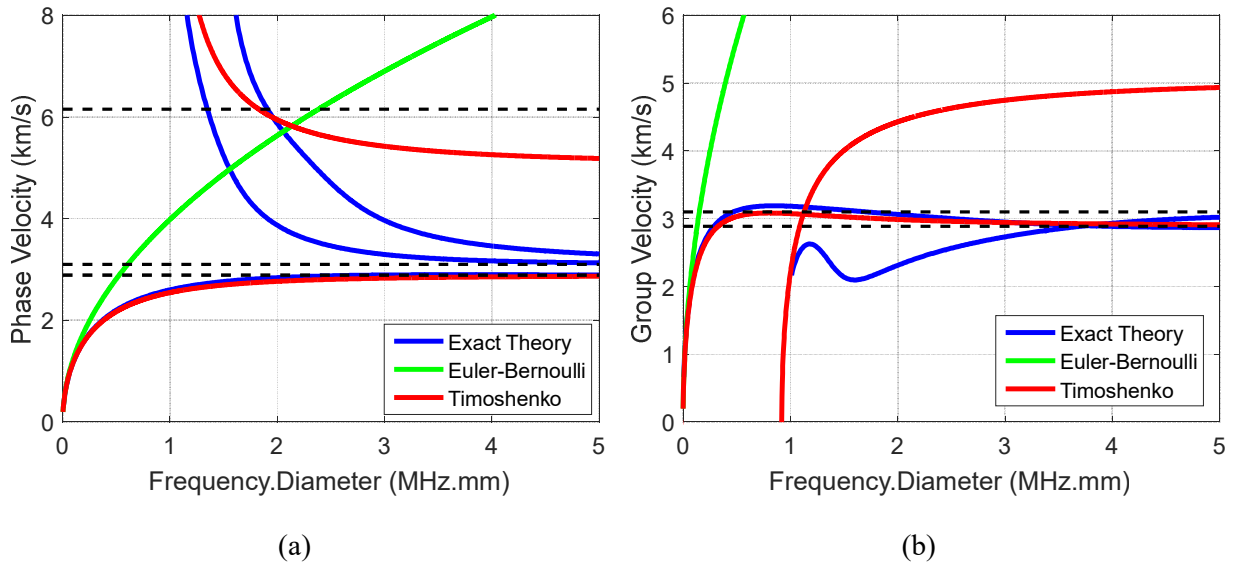 8
6
4
2
0
Phase Velocity (km/s)
Exact Theory
Euler-Bernoulli
Timoshenko
0 1 2 3 4 5
Frequency.Diameter (MHz.mm)
(a)
6
5
4
3
2
1
0
Group Velocity (km/s)
Exact Theory
Euler-Bernoulli
Timoshenko
0 1 2 3 4 5
Frequency.Diameter (MHz.mm)
(b)